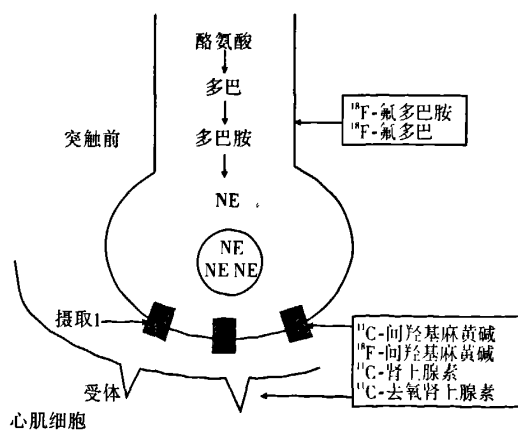 酪氨酸
多巴
多巴胺
NE
NE
NE NE
突触前
¹⁸F-氟多巴胺
¹⁸F-氟多巴
摄取1
¹¹C-间羟基麻黄碱
¹⁸F-间羟基麻黄碱
¹¹C-肾上腺素
¹¹C-去氧肾上腺素
受体
心肌细胞